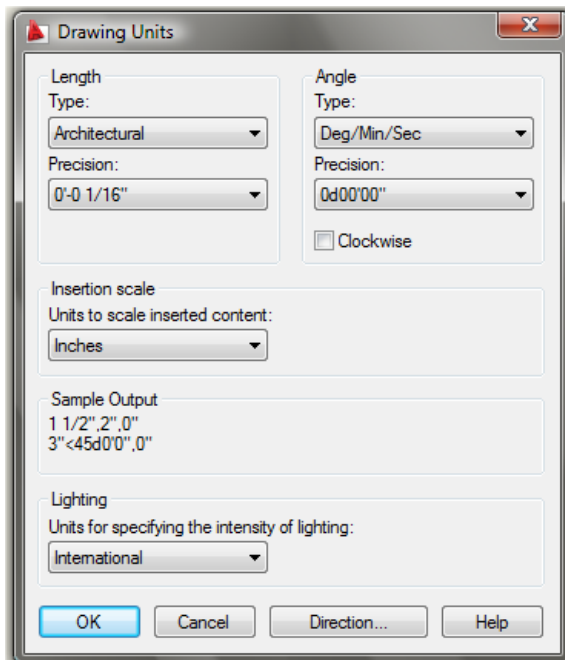 Drawing Units
Length
Type:
Architectural
Precision:
0'-0 1/16"
Angle
Type:
Deg/Min/Sec
Precision:
0d00'00"
Clockwise
Insertion scale
Units to scale inserted content:
Inches
Sample Output
1 1/2",2",0"
3"<45d0'0",0"
Lighting
Units for specifying the intensity of lighting:
International
OK
Cancel
Direction...
Help